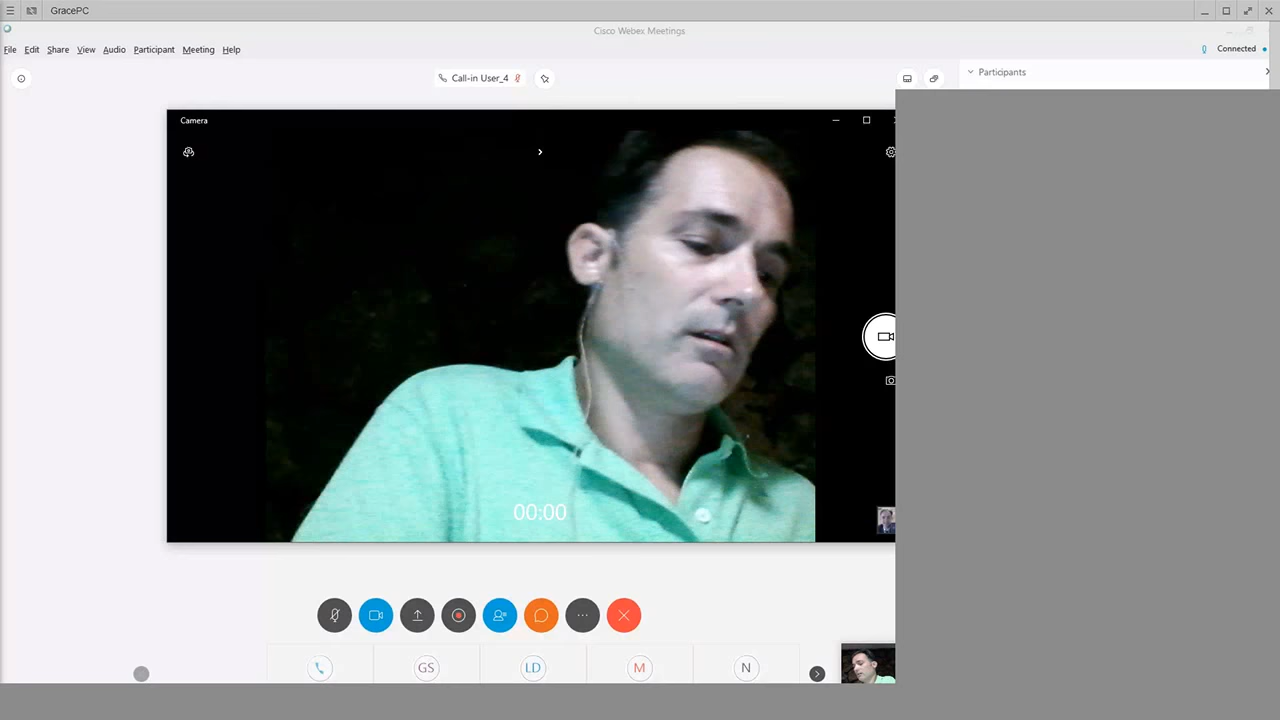 GracePC
Cisco Webex Meetings
File Edit Share View Audio Participant Meeting Help
Connected
Call-in User_4
Participants
Camera
00:00
GS LD M N